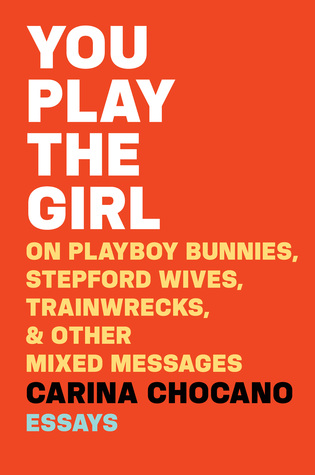 YOU
PLAY
THE
GIRL
ON PLAYBOY BUNNIES,
STEPFORD WIVES,
TRAINWRECKS,
& OTHER
MIXED MESSAGES
CARINA CHOCANO
ESSAYS